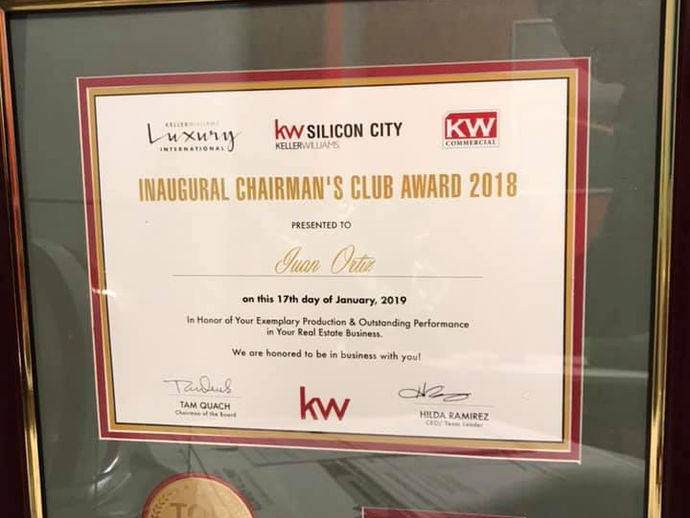 KELLERWILLIAMS
Luxury
INTERNATIONAL
kw SILICON CITY
KELLERWILLIAMS.
KW
COMMERCIAL
INAUGURAL CHAIRMAN'S CLUB AWARD 2018
PRESENTED TO
Juan Ortiz
on this 17th day of January, 2019
In Honor of Your Exemplary Production & Outstanding Performance
in Your Real Estate Business.
We are honored to be in business with you!
TAM QUACH
Chairman of the Board
kw
HILDA RAMIREZ
CEO/ Team Leader